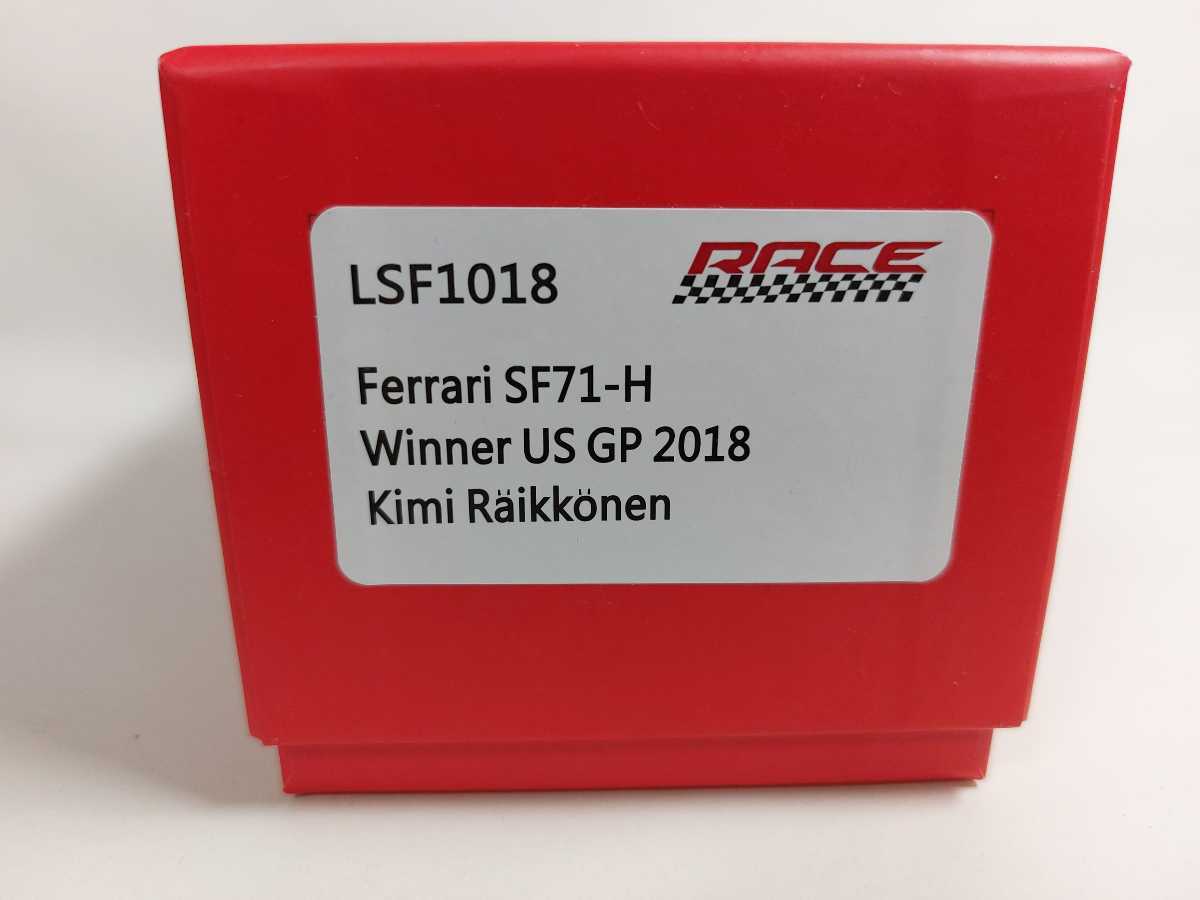 LSF1018
RACE
Ferrari SF71-H
Winner US GP 2018
Kimi Räikkönen